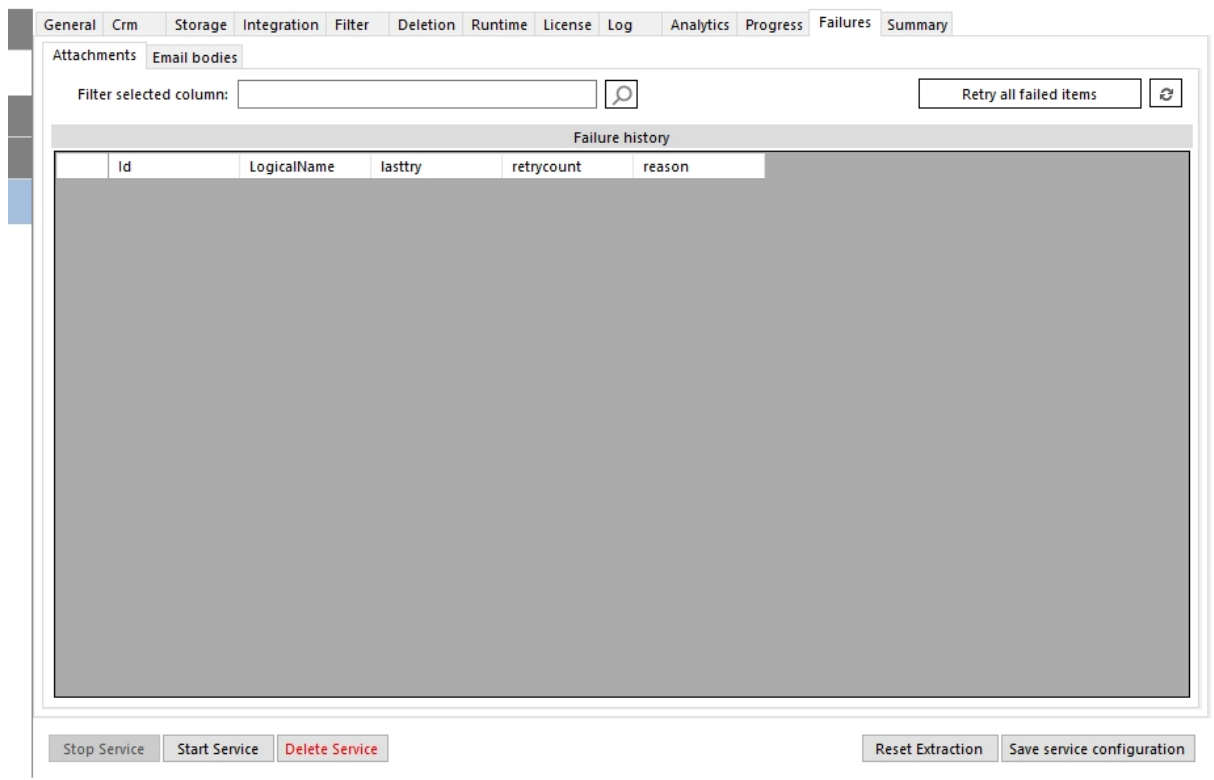 General Crm Storage Integration Filter Deletion Runtime License Log Analytics Progress Failures Summary
Attachments Email bodies
Filter selected column: Retry all failed items
Failure history
Id LogicalName lasttry retrycount reason
Stop Service Start Service Delete Service Reset Extraction Save service configuration